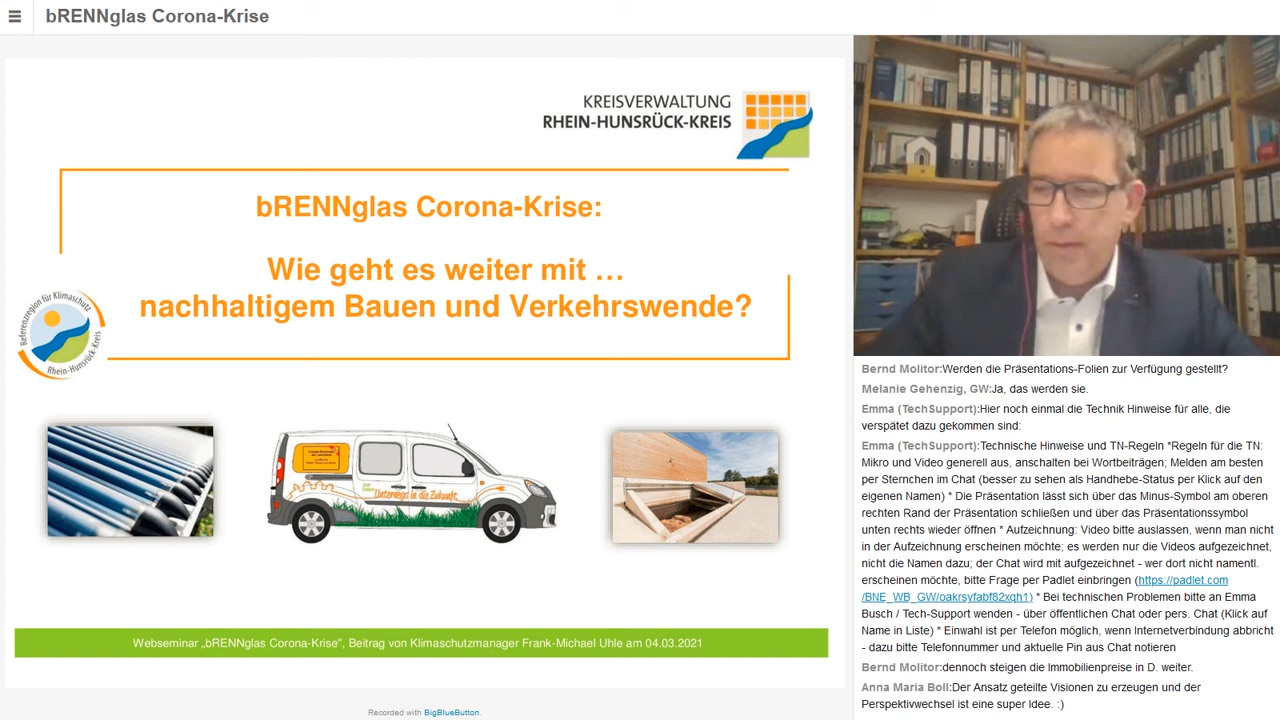 bRENNglas Corona-Krise
KREISVERWALTUNG
RHEIN-HUNSRÜCK-KREIS
bRENNglas Corona-Krise:
Wie geht es weiter mit …
nachhaltigem Bauen und Verkehrswende?
Referenzregion für Klimaschutz
Rhein-Hunsrück-Kreis
Unterwegs in die Zukunft
Webseminar „bRENNglas Corona-Krise", Beitrag von Klimaschutzmanager Frank-Michael Uhle am 04.03.2021
Recorded with BigBlueButton.
Bernd Molitor:Werden die Präsentations-Folien zur Verfügung gestellt?
Melanie Gehenzig, GW:Ja, das werden sie.
Emma (TechSupport):Hier noch einmal die Technik Hinweise für alle, die
verspätet dazu gekommen sind:
Emma (TechSupport):Technische Hinweise und TN-Regeln *Regeln für die TN:
Mikro und Video generell aus, anschalten bei Wortbeiträgen; Melden am besten
per Sternchen im Chat (besser zu sehen als Handhebe-Status per Klick auf den
eigenen Namen) * Die Präsentation lässt sich über das Minus-Symbol am oberen
rechten Rand der Präsentation schließen und über das Präsentationssymbol
unten rechts wieder öffnen * Aufzeichnung: Video bitte auslassen, wenn man nicht
in der Aufzeichnung erscheinen möchte; es werden nur die Videos aufgezeichnet,
nicht die Namen dazu; der Chat wird mit aufgezeichnet - wer dort nicht namentl.
erscheinen möchte, bitte Frage per Padlet einbringen (https://padlet.com
/BNE_WB_GW/oakrsyfabf82xqh1) * Bei technischen Problemen bitte an Emma
Busch / Tech-Support wenden - über öffentlichen Chat oder pers. Chat (Klick auf
Name in Liste) * Einwahl ist per Telefon möglich, wenn Internetverbindung abbricht
- dazu bitte Telefonnummer und aktuelle Pin aus Chat notieren
Bernd Molitor:dennoch steigen die Immobilienpreise in D. weiter.
Anna Maria Boll:Der Ansatz geteilte Visionen zu erzeugen und der
Perspektivwechsel ist eine super Idee. :)